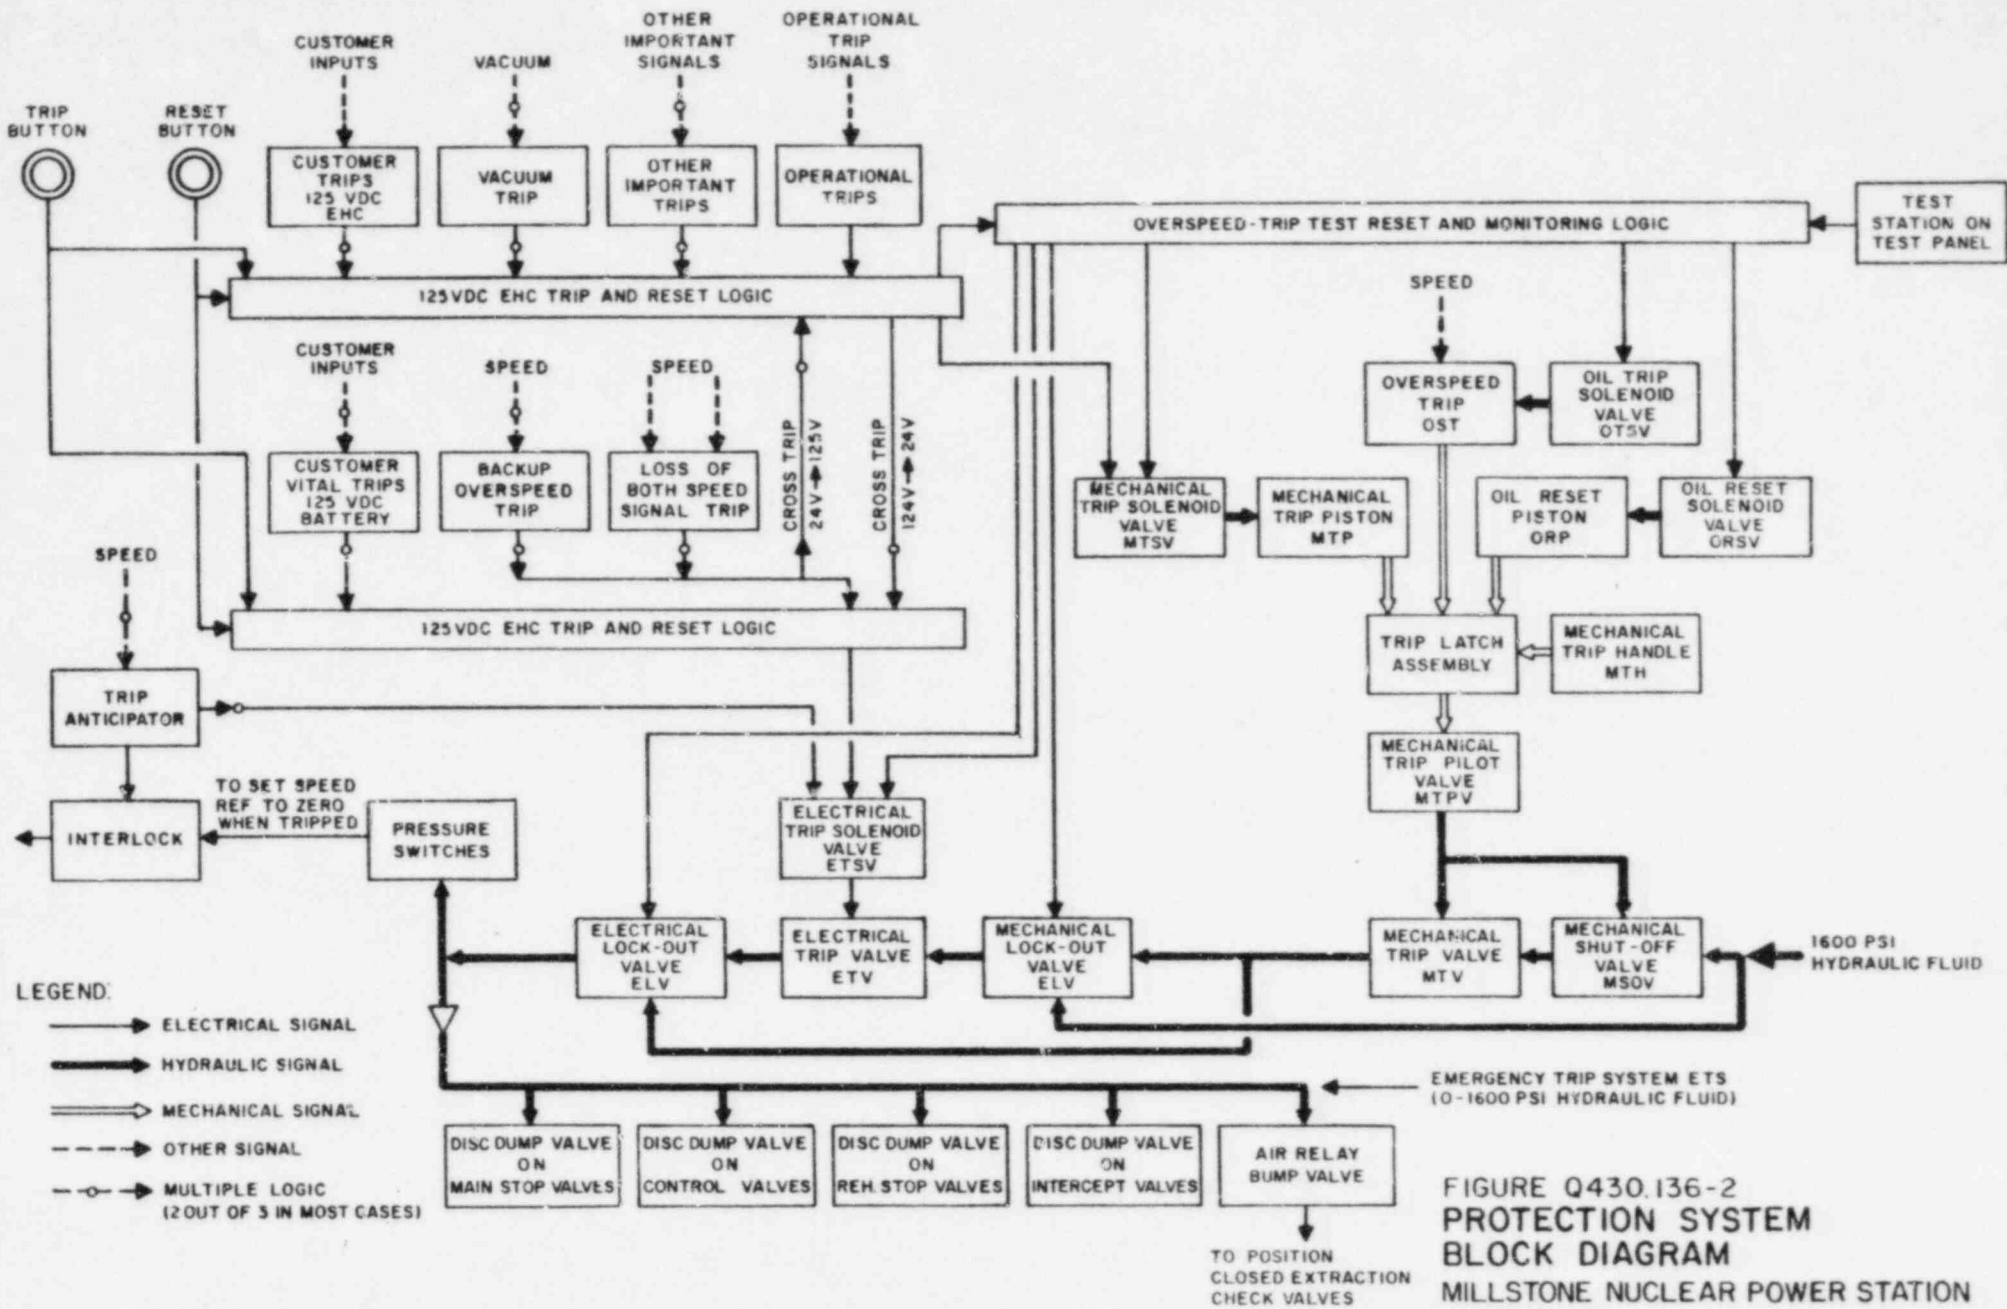 CUSTOMER
INPUTS
VACUUM
OTHER
IMPORTANT
SIGNALS
OPERATIONAL
TRIP
SIGNALS
TRIP
BUTTON
RESET
BUTTON
CUSTOMER
TRIPS
125 VDC
EHC
VACUUM
TRIP
OTHER
IMPORTANT
TRIPS
OPERATIONAL
TRIPS
OVERSPEED-TRIP TEST RESET AND MONITORING LOGIC
TEST
STATION ON
TEST PANEL
125VDC EHC TRIP AND RESET LOGIC
SPEED
CUSTOMER
INPUTS
SPEED
SPEED
CROSS TRIP
24V→125V
CROSS TRIP
124V→24V
OVERSPEED
TRIP
OST
OIL TRIP
SOLENOID
VALVE
OTSV
CUSTOMER
VITAL TRIPS
125 VDC
BATTERY
BACKUP
OVERSPEED
TRIP
LOSS OF
BOTH SPEED
SIGNAL TRIP
MECHANICAL
TRIP SOLENOID
VALVE
MTSV
MECHANICAL
TRIP PISTON
MTP
OIL RESET
PISTON
ORP
OIL RESET
SOLENOID
VALVE
ORSV
SPEED
125VDC EHC TRIP AND RESET LOGIC
TRIP LATCH
ASSEMBLY
MECHANICAL
TRIP HANDLE
MTH
TRIP
ANTICIPATOR
MECHANICAL
TRIP PILOT
VALVE
MTPV
TO SET SPEED
REF TO ZERO
WHEN TRIPPED
INTERLOCK
PRESSURE
SWITCHES
ELECTRICAL
TRIP SOLENOID
VALVE
ETSV
ELECTRICAL
LOCK-OUT
VALVE
ELV
ELECTRICAL
TRIP VALVE
ETV
MECHANICAL
LOCK-OUT
VALVE
ELV
MECHANICAL
TRIP VALVE
MTV
MECHANICAL
SHUT-OFF
VALVE
MSOV
1600 PSI
HYDRAULIC FLUID
LEGEND:
ELECTRICAL SIGNAL
HYDRAULIC SIGNAL
MECHANICAL SIGNAL
OTHER SIGNAL
MULTIPLE LOGIC
(2 OUT OF 3 IN MOST CASES)
EMERGENCY TRIP SYSTEM ETS
(0-1600 PSI HYDRAULIC FLUID)
DISC DUMP VALVE
ON
MAIN STOP VALVES
DISC DUMP VALVE
ON
CONTROL VALVES
DISC DUMP VALVE
ON
REH. STOP VALVES
DISC DUMP VALVE
ON
INTERCEPT VALVES
AIR RELAY
BUMP VALVE
TO POSITION
CLOSED EXTRACTION
CHECK VALVES
FIGURE Q430.136-2
PROTECTION SYSTEM
BLOCK DIAGRAM
MILLSTONE NUCLEAR POWER STATION